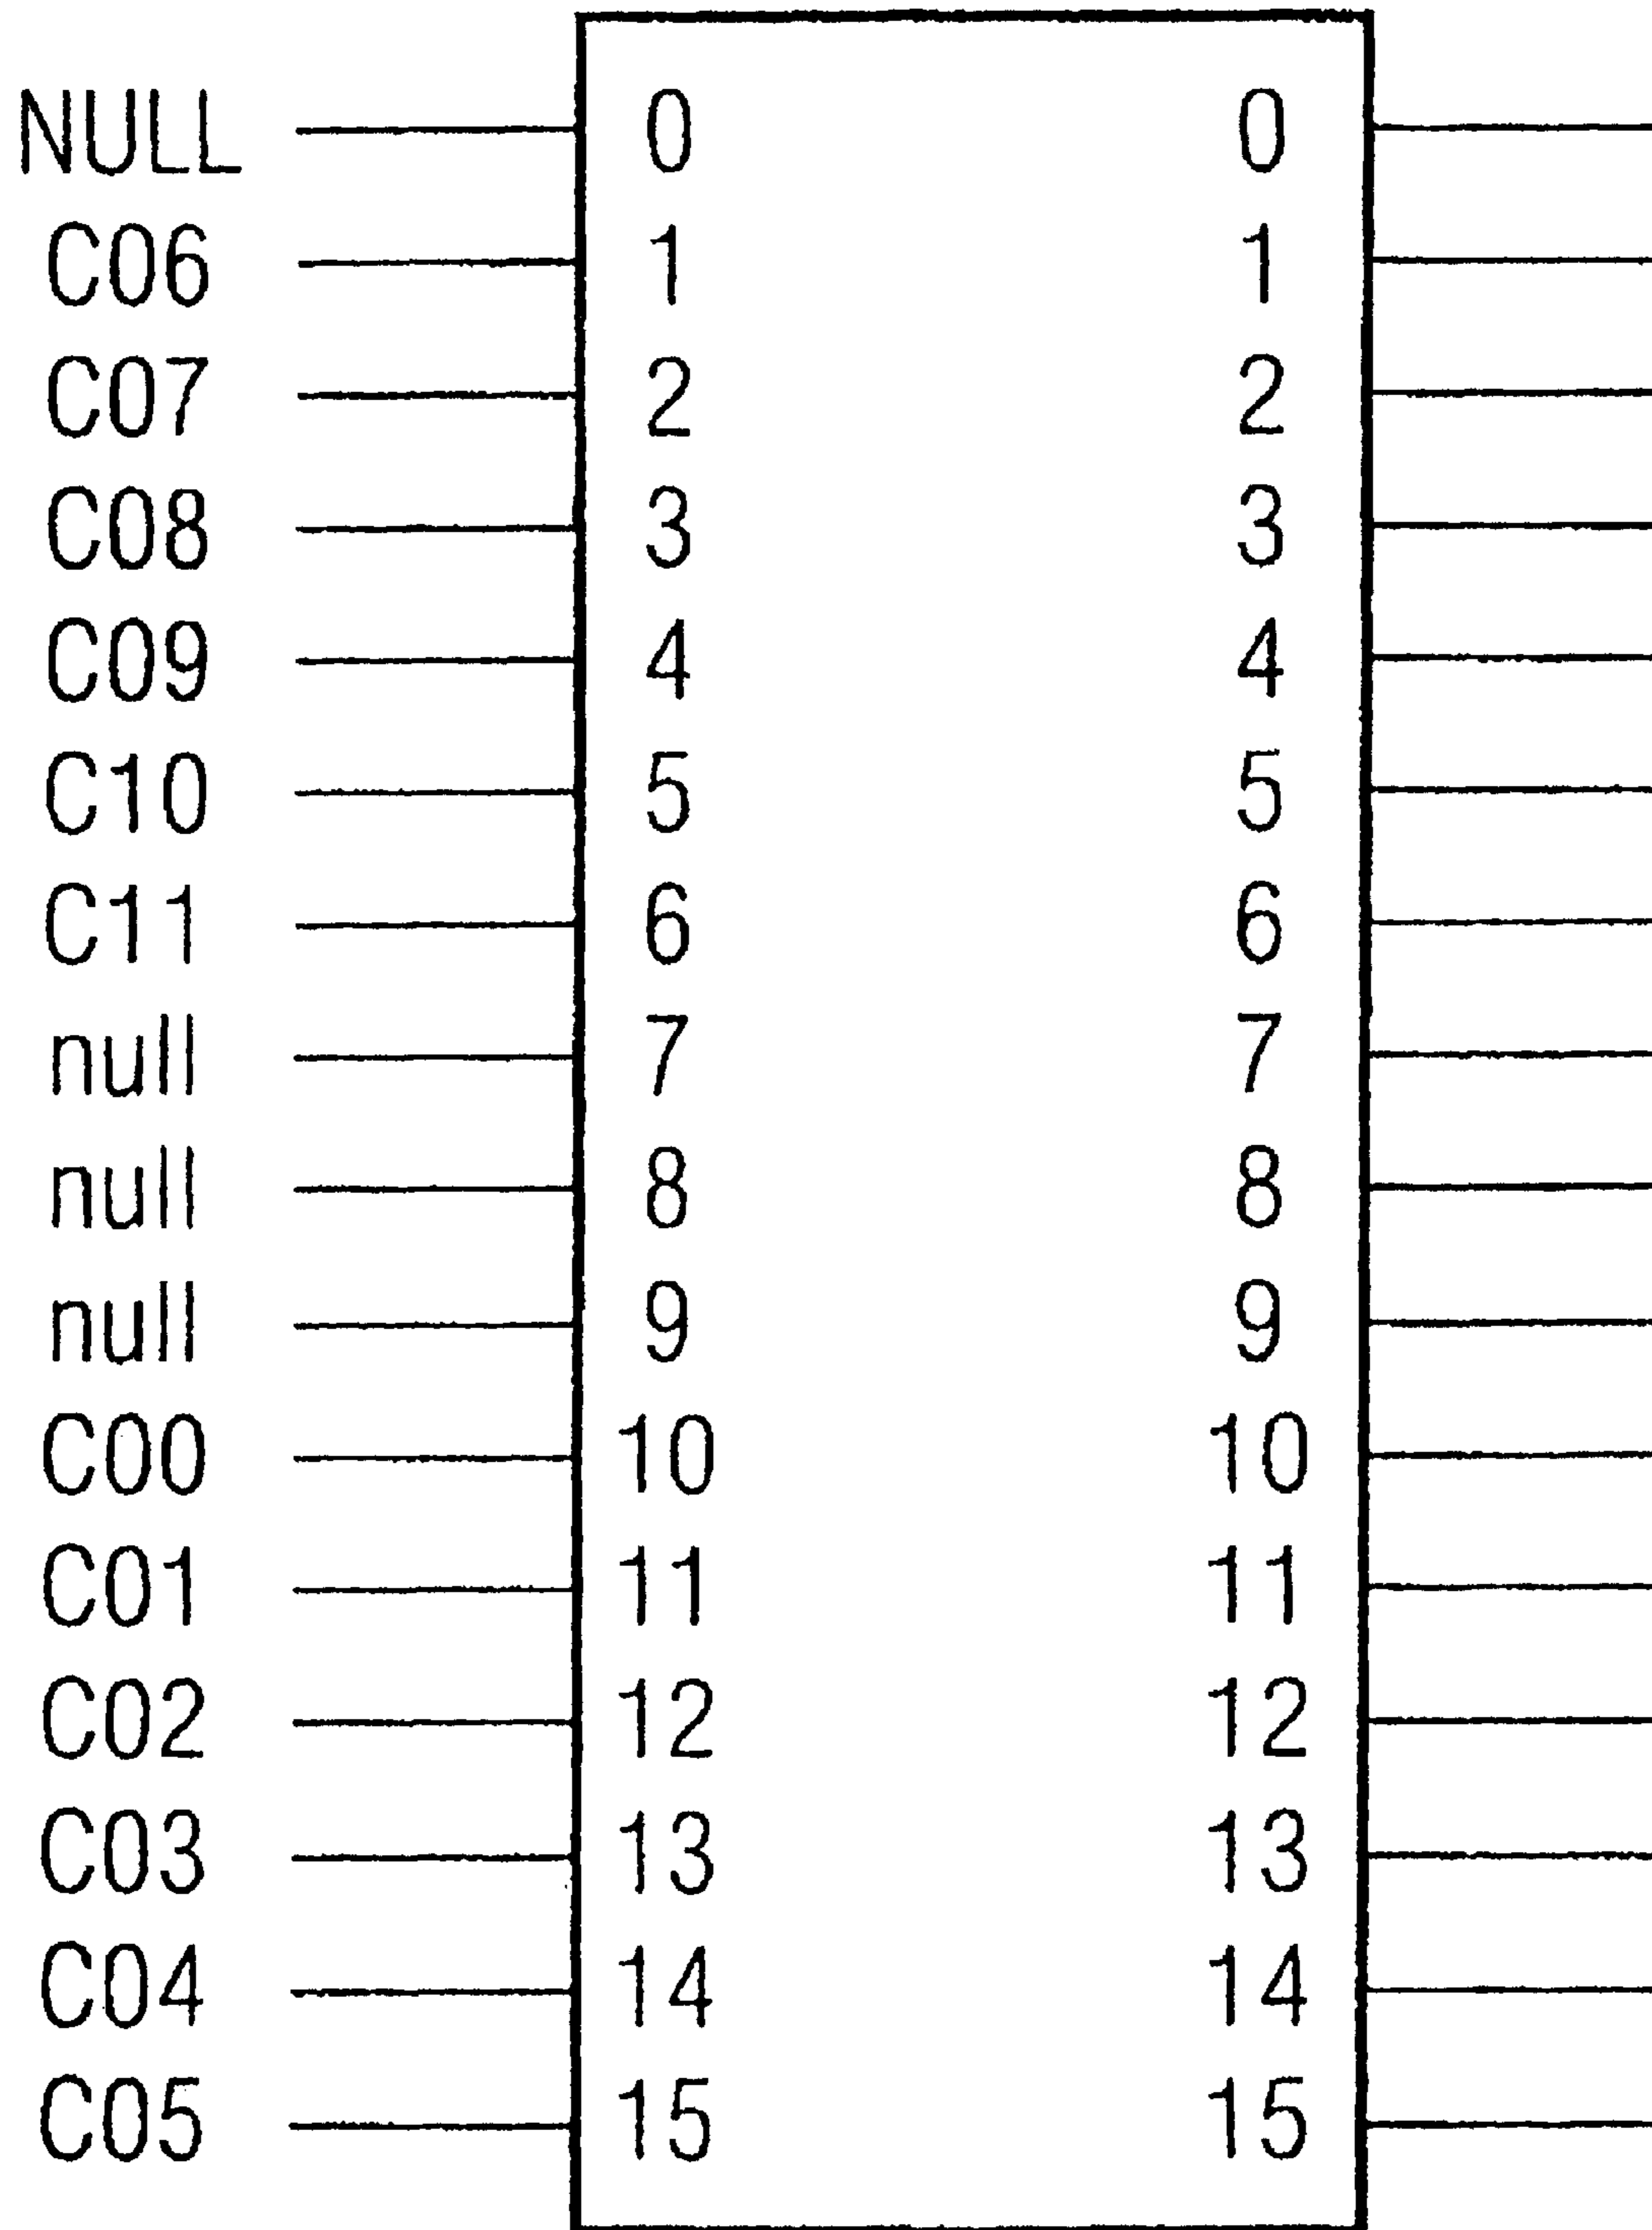 NULL 0 0
C06 1 1
C07 2 2
C08 3 3
C09 4 4
C10 5 5
C11 6 6
null 7 7
null 8 8
null 9 9
C00 10 10
C01 11 11
C02 12 12
C03 13 13
C04 14 14
C05 15 15